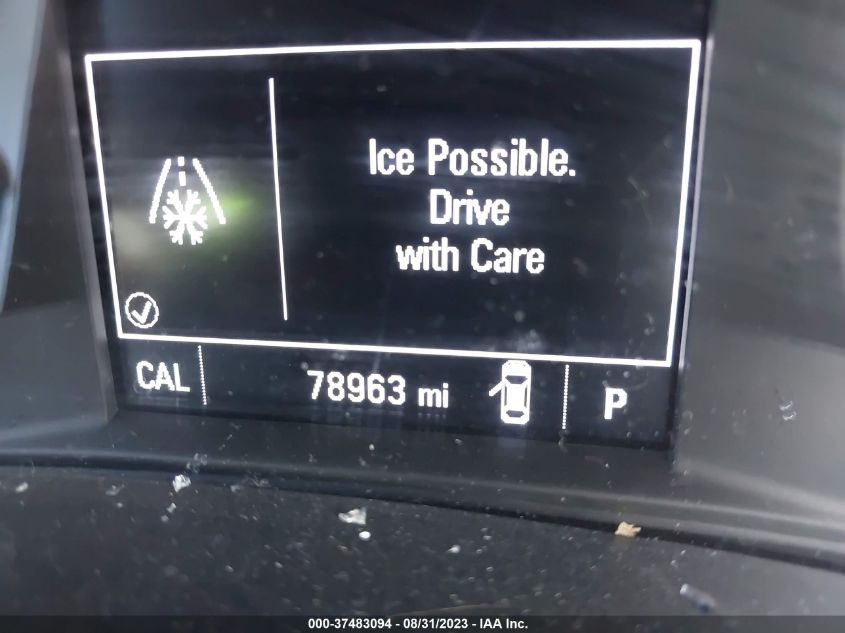 Ice Possible.
Drive
with Care
CAL
78963 mi
P
000-37483094 - 08/31/2023 - IAA Inc.